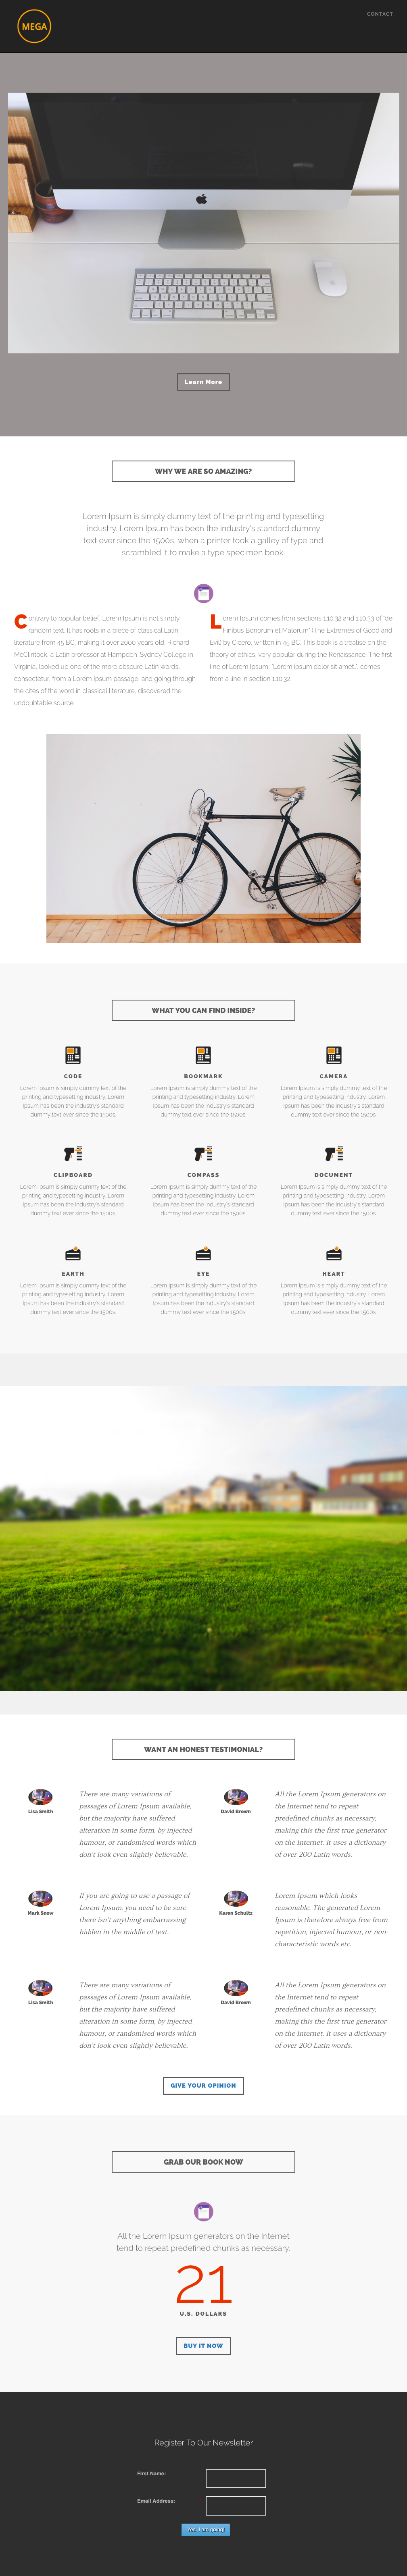 MEGA
CONTACT
Learn More
WHY WE ARE SO AMAZING?
Lorem Ipsum is simply dummy text of the printing and typesetting
industry. Lorem Ipsum has been the industry's standard dummy
text ever since the 1500s, when a printer took a galley of type and
scrambled it to make a type specimen book.
Contrary to popular belief, Lorem Ipsum is not simply
random text. It has roots in a piece of classical Latin
literature from 45 BC, making it over 2000 years old. Richard
McClintock, a Latin professor at Hampden-Sydney College in
Virginia, looked up one of the more obscure Latin words,
consectetur, from a Lorem Ipsum passage, and going through
the cites of the word in classical literature, discovered the
undoubtable source.
Lorem Ipsum comes from sections 1.10.32 and 1.10.33 of "de
Finibus Bonorum et Malorum" (The Extremes of Good and
Evil) by Cicero, written in 45 BC. This book is a treatise on the
theory of ethics, very popular during the Renaissance. The first
line of Lorem Ipsum, "Lorem ipsum dolor sit amet..", comes
from a line in section 1.10.32.
WHAT YOU CAN FIND INSIDE?
CODE
Lorem Ipsum is simply dummy text of the
printing and typesetting industry. Lorem
Ipsum has been the industry's standard
dummy text ever since the 1500s.
BOOKMARK
Lorem Ipsum is simply dummy text of the
printing and typesetting industry. Lorem
Ipsum has been the industry's standard
dummy text ever since the 1500s.
CAMERA
Lorem Ipsum is simply dummy text of the
printing and typesetting industry. Lorem
Ipsum has been the industry's standard
dummy text ever since the 1500s.
CLIPBOARD
Lorem Ipsum is simply dummy text of the
printing and typesetting industry. Lorem
Ipsum has been the industry's standard
dummy text ever since the 1500s.
COMPASS
Lorem Ipsum is simply dummy text of the
printing and typesetting industry. Lorem
Ipsum has been the industry's standard
dummy text ever since the 1500s.
DOCUMENT
Lorem Ipsum is simply dummy text of the
printing and typesetting industry. Lorem
Ipsum has been the industry's standard
dummy text ever since the 1500s.
EARTH
Lorem Ipsum is simply dummy text of the
printing and typesetting industry. Lorem
Ipsum has been the industry's standard
dummy text ever since the 1500s.
EYE
Lorem Ipsum is simply dummy text of the
printing and typesetting industry. Lorem
Ipsum has been the industry's standard
dummy text ever since the 1500s.
HEART
Lorem Ipsum is simply dummy text of the
printing and typesetting industry. Lorem
Ipsum has been the industry's standard
dummy text ever since the 1500s.
WANT AN HONEST TESTIMONIAL?
Lisa Smith
There are many variations of
passages of Lorem Ipsum available,
but the majority have suffered
alteration in some form, by injected
humour, or randomised words which
don't look even slightly believable.
David Brown
All the Lorem Ipsum generators on
the Internet tend to repeat
predefined chunks as necessary,
making this the first true generator
on the Internet. It uses a dictionary
of over 200 Latin words.
Mark Snow
If you are going to use a passage of
Lorem Ipsum, you need to be sure
there isn't anything embarrassing
hidden in the middle of text.
Karen Schultz
Lorem Ipsum which looks
reasonable. The generated Lorem
Ipsum is therefore always free from
repetition, injected humour, or non-
characteristic words etc.
Lisa Smith
There are many variations of
passages of Lorem Ipsum available,
but the majority have suffered
alteration in some form, by injected
humour, or randomised words which
don't look even slightly believable.
David Brown
All the Lorem Ipsum generators on
the Internet tend to repeat
predefined chunks as necessary,
making this the first true generator
on the Internet. It uses a dictionary
of over 200 Latin words.
GIVE YOUR OPINION
GRAB OUR BOOK NOW
All the Lorem Ipsum generators on the Internet
tend to repeat predefined chunks as necessary.
21
U.S. DOLLARS
BUY IT NOW
Register To Our Newsletter
First Name:
Email Address:
Yes, I am going!